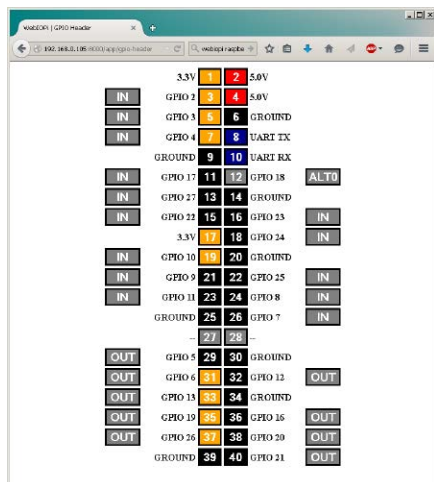 WebIOPi | GPIO Header
192.168.0.105:8000/app/gpio-header
webiopi raspbe
3.3V 1 2 5.0V
IN GPIO 2 3 4 5.0V
IN GPIO 3 5 6 GROUND
IN GPIO 4 7 8 UART TX
GROUND 9 10 UART RX
IN GPIO 17 11 12 GPIO 18 ALT0
IN GPIO 27 13 14 GROUND
IN GPIO 22 15 16 GPIO 23 IN
3.3V 17 18 GPIO 24 IN
IN GPIO 10 19 20 GROUND
IN GPIO 9 21 22 GPIO 25 IN
IN GPIO 11 23 24 GPIO 8 IN
GROUND 25 26 GPIO 7 IN
-- 27 28 --
OUT GPIO 5 29 30 GROUND
OUT GPIO 6 31 32 GPIO 12 OUT
OUT GPIO 13 33 34 GROUND
OUT GPIO 19 35 36 GPIO 16 OUT
OUT GPIO 26 37 38 GPIO 20 OUT
GROUND 39 40 GPIO 21 OUT